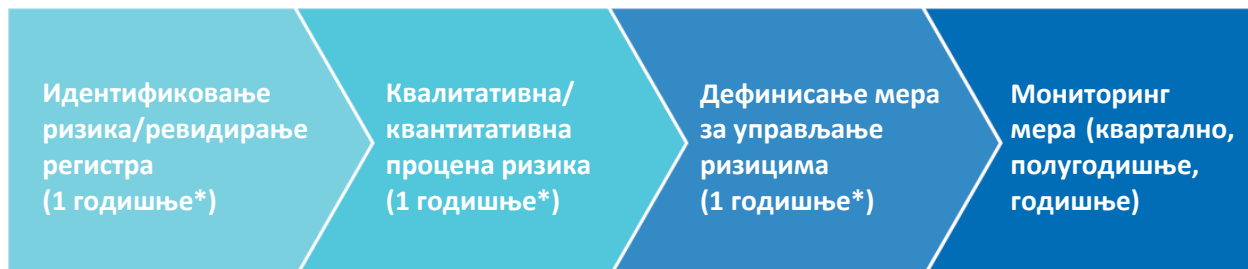 Идентификовање
ризика/ревидирање
регистра
(1 годишње*)
Квалитативна/
квантитативна
процена ризика
(1 годишње*)
Дефинисање мера
за управљање
ризицима
(1 годишње*)
Мониторинг
мера (квартално,
полугодишње,
годишње)